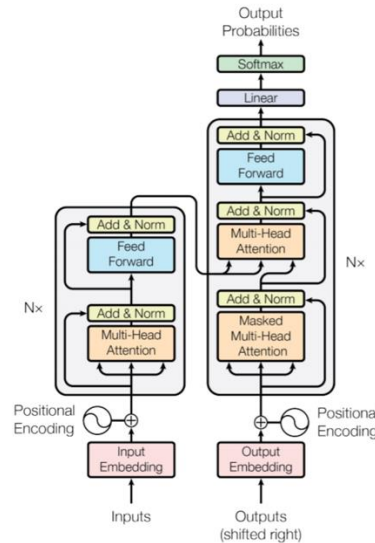 Output
Probabilities
Softmax
Linear
Add & Norm
Feed
Forward
Add & Norm
Multi-Head
Attention
Add & Norm
Masked
Multi-Head
Attention
N×
Add & Norm
Feed
Forward
Add & Norm
Multi-Head
Attention
N×
Positional
Encoding
Positional
Encoding
Input
Embedding
Output
Embedding
Inputs
Outputs
(shifted right)